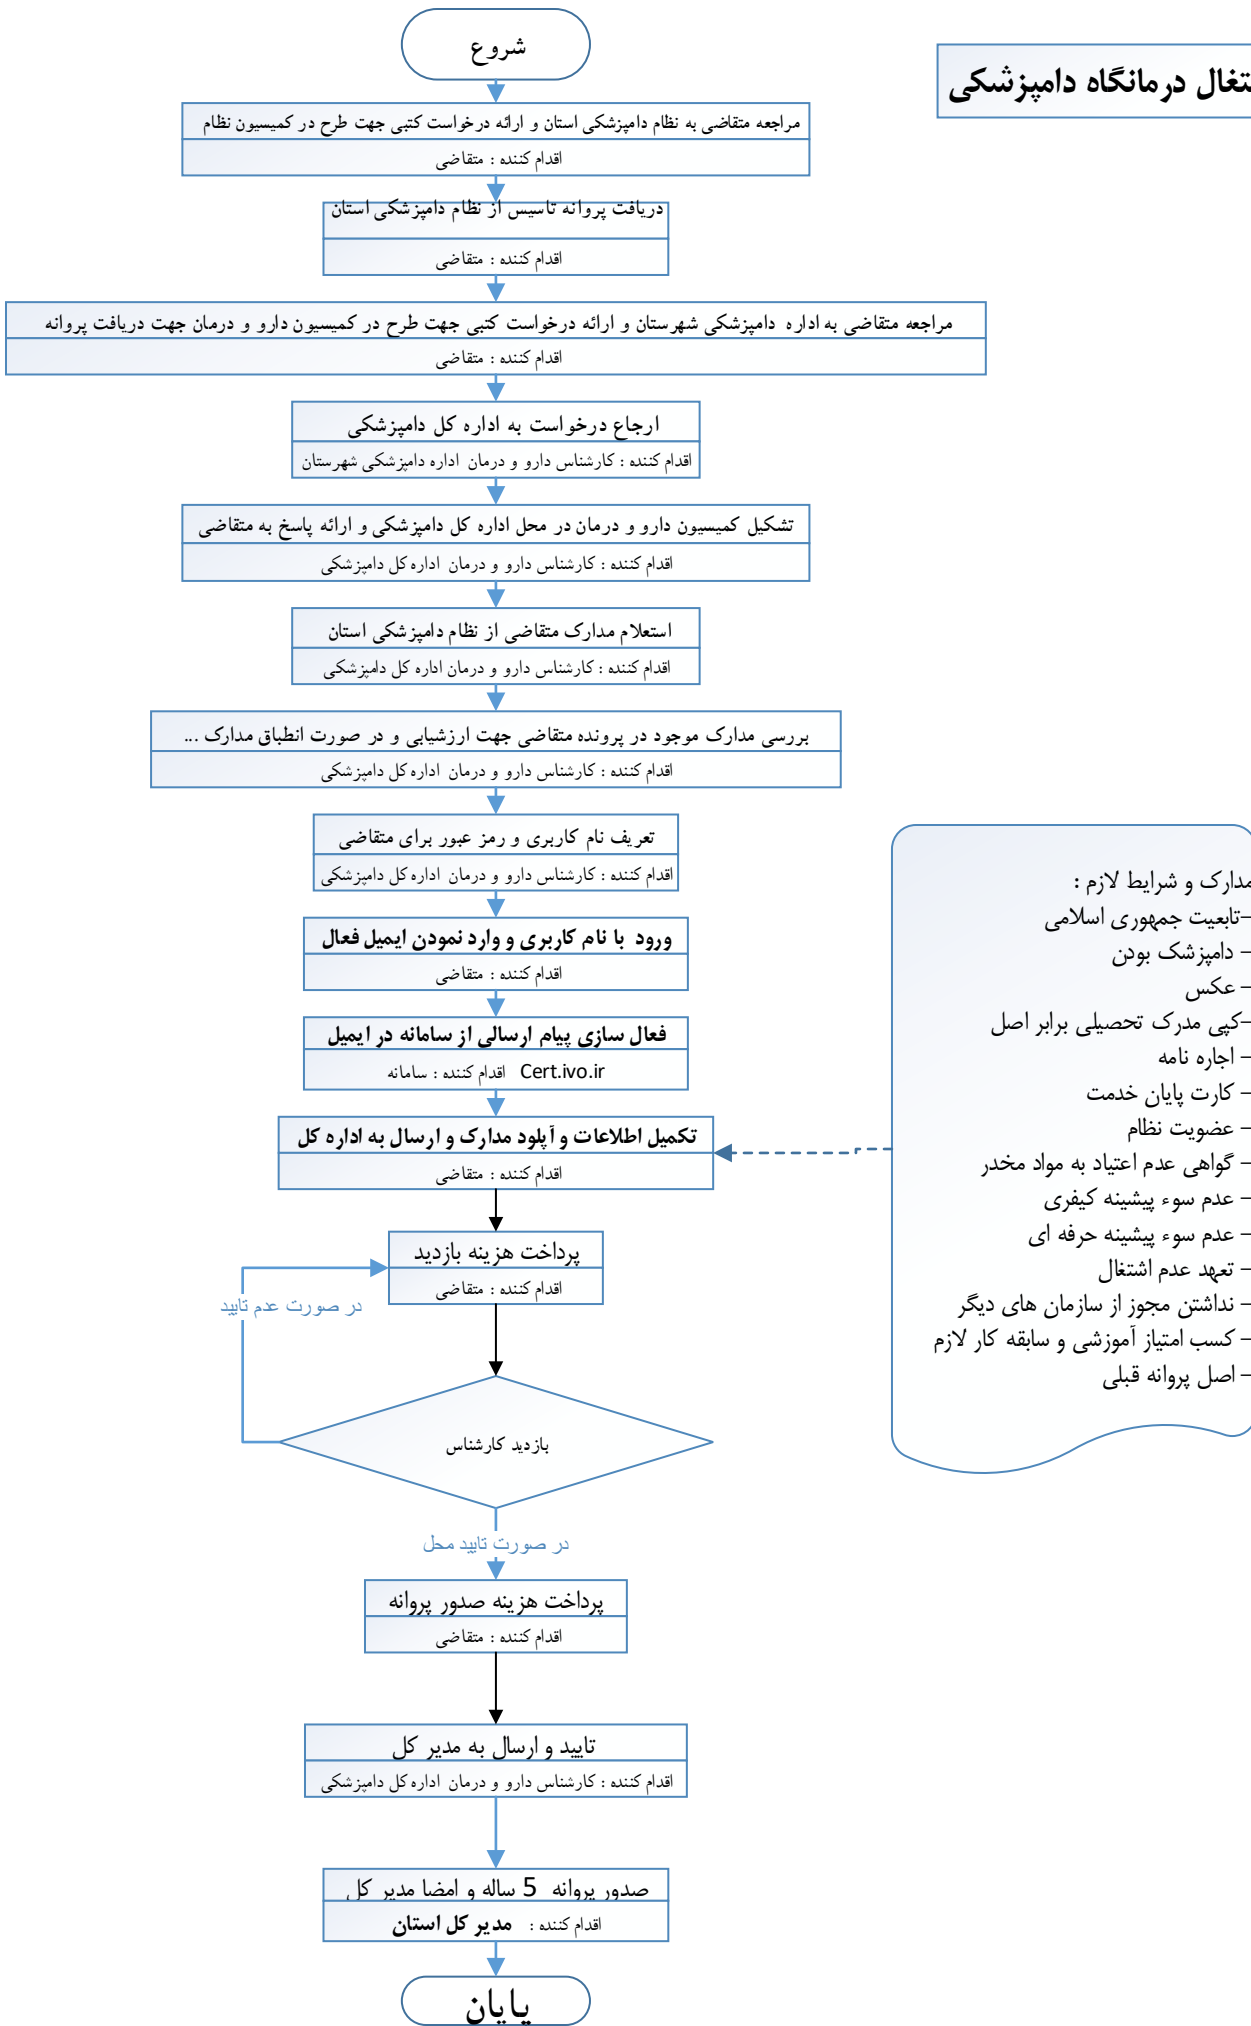 شروع
درمانگاه دامپزشکی
مراجعه متقاضی به نظام دامپزشکی استان و ارائه درخواست کتبی جهت طرح در کمیسیون نظام
اقدام کننده : متقاضی
دریافت پروانه تاسیس از نظام دامپزشکی استان
اقدام کننده : متقاضی
مراجعه متقاضی به اداره دامپزشکی شهرستان و ارائه درخواست کتبی جهت طرح در کمیسیون دارو و درمان جهت دریافت پروانه
اقدام کننده : متقاضی
ارجاع درخواست به اداره کل دامپزشکی
اقدام کننده : کارشناس دارو و درمان اداره دامپزشکی شهرستان
تشکیل کمیسیون دارو و درمان در محل اداره کل دامپزشکی و ارائه پاسخ به متقاضی
اقدام کننده : کارشناس دارو و درمان اداره کل دامپزشکی
استعلام مدارک متقاضی از نظام دامپزشکی استان
اقدام کننده : کارشناس دارو و درمان اداره کل دامپزشکی
بررسی مدارک موجود در پرونده متقاضی جهت ارزشیابی و در صورت انطباق مدارک ...
اقدام کننده : کارشناس دارو و درمان اداره کل دامپزشکی
تعریف نام کاربری و رمز عبور برای متقاضی
اقدام کننده : کارشناس دارو و درمان اداره کل دامپزشکی
ورود با نام کاربری و وارد نمودن ایمیل فعال
اقدام کننده : متقاضی
فعال سازی پیام ارسالی از سامانه در ایمیل
اقدام کننده : سامانه Cert.ivo.ir
تکمیل اطلاعات و آپلود مدارک و ارسال به اداره کل
اقدام کننده : متقاضی
مدارک و شرایط لازم :
-تابعیت جمهوری اسلامی
- دامپزشک بودن
- عکس
-کپی مدرک تحصیلی برابر اصل
- اجاره نامه
- کارت پایان خدمت
- عضویت نظام
- گواهی عدم اعتیاد به مواد مخدر
- عدم سوء پیشینه کیفری
- عدم سوء پیشینه حرفه ای
- تعهد عدم اشتغال
- نداشتن مجوز از سازمان های دیگر
- کسب امتیاز آموزشی و سابقه کار لازم
- اصل پروانه قبلی
پرداخت هزینه بازدید
اقدام کننده : متقاضی
در صورت عدم تایید
بازدید کارشناس
در صورت تایید محل
پرداخت هزینه صدور پروانه
اقدام کننده : متقاضی
تایید و ارسال به مدیر کل
اقدام کننده : کارشناس دارو و درمان اداره کل دامپزشکی
صدور پروانه 5 ساله و امضا مدیر کل
اقدام کننده : مدیر کل استان
پایان